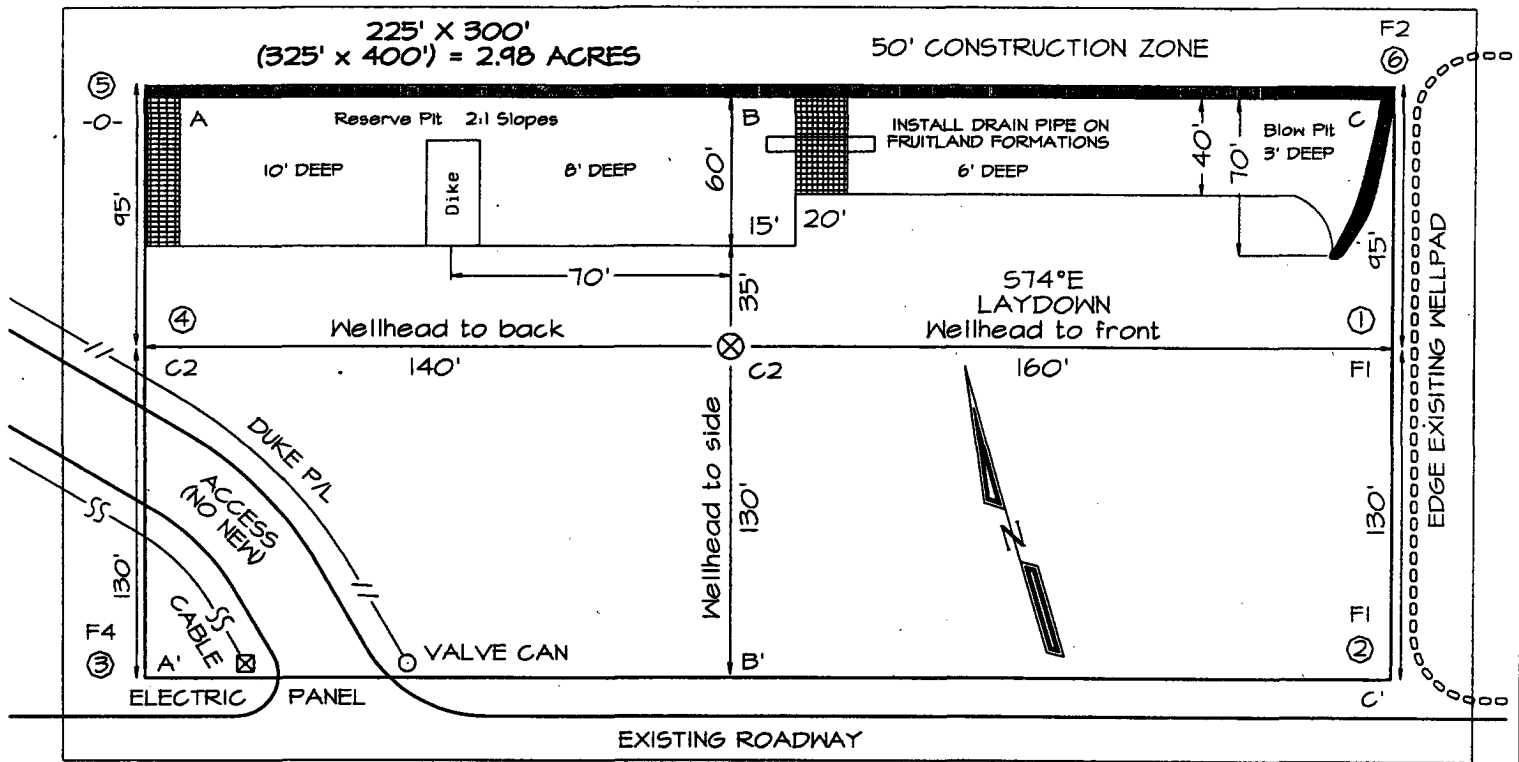 225' X 300'
(325' x 400') = 2.98 ACRES
50' CONSTRUCTION ZONE
F2
⑥
⑤
-0-
A
Reserve Pit 2:1 Slopes
B
INSTALL DRAIN PIPE ON
FRUITLAND FORMATIONS
6' DEEP
C
Blow Pit
3' DEEP
10' DEEP
Dike
8' DEEP
60'
40'
70'
15'
20'
95'
95'
70'
35'
S74°E
LAYDOWN
④
Wellhead to back
Wellhead to front
①
C2
140'
C2
160'
F1
EDGE EXISITING WELLPAD
DUKE P/L
ACCESS
(NO NEW)
SS
SS
CABLE
Wellhead to side
130'
130'
130'
N
F4
③
A'
VALVE CAN
B'
F1
②
C'
ELECTRIC PANEL
EXISTING ROADWAY